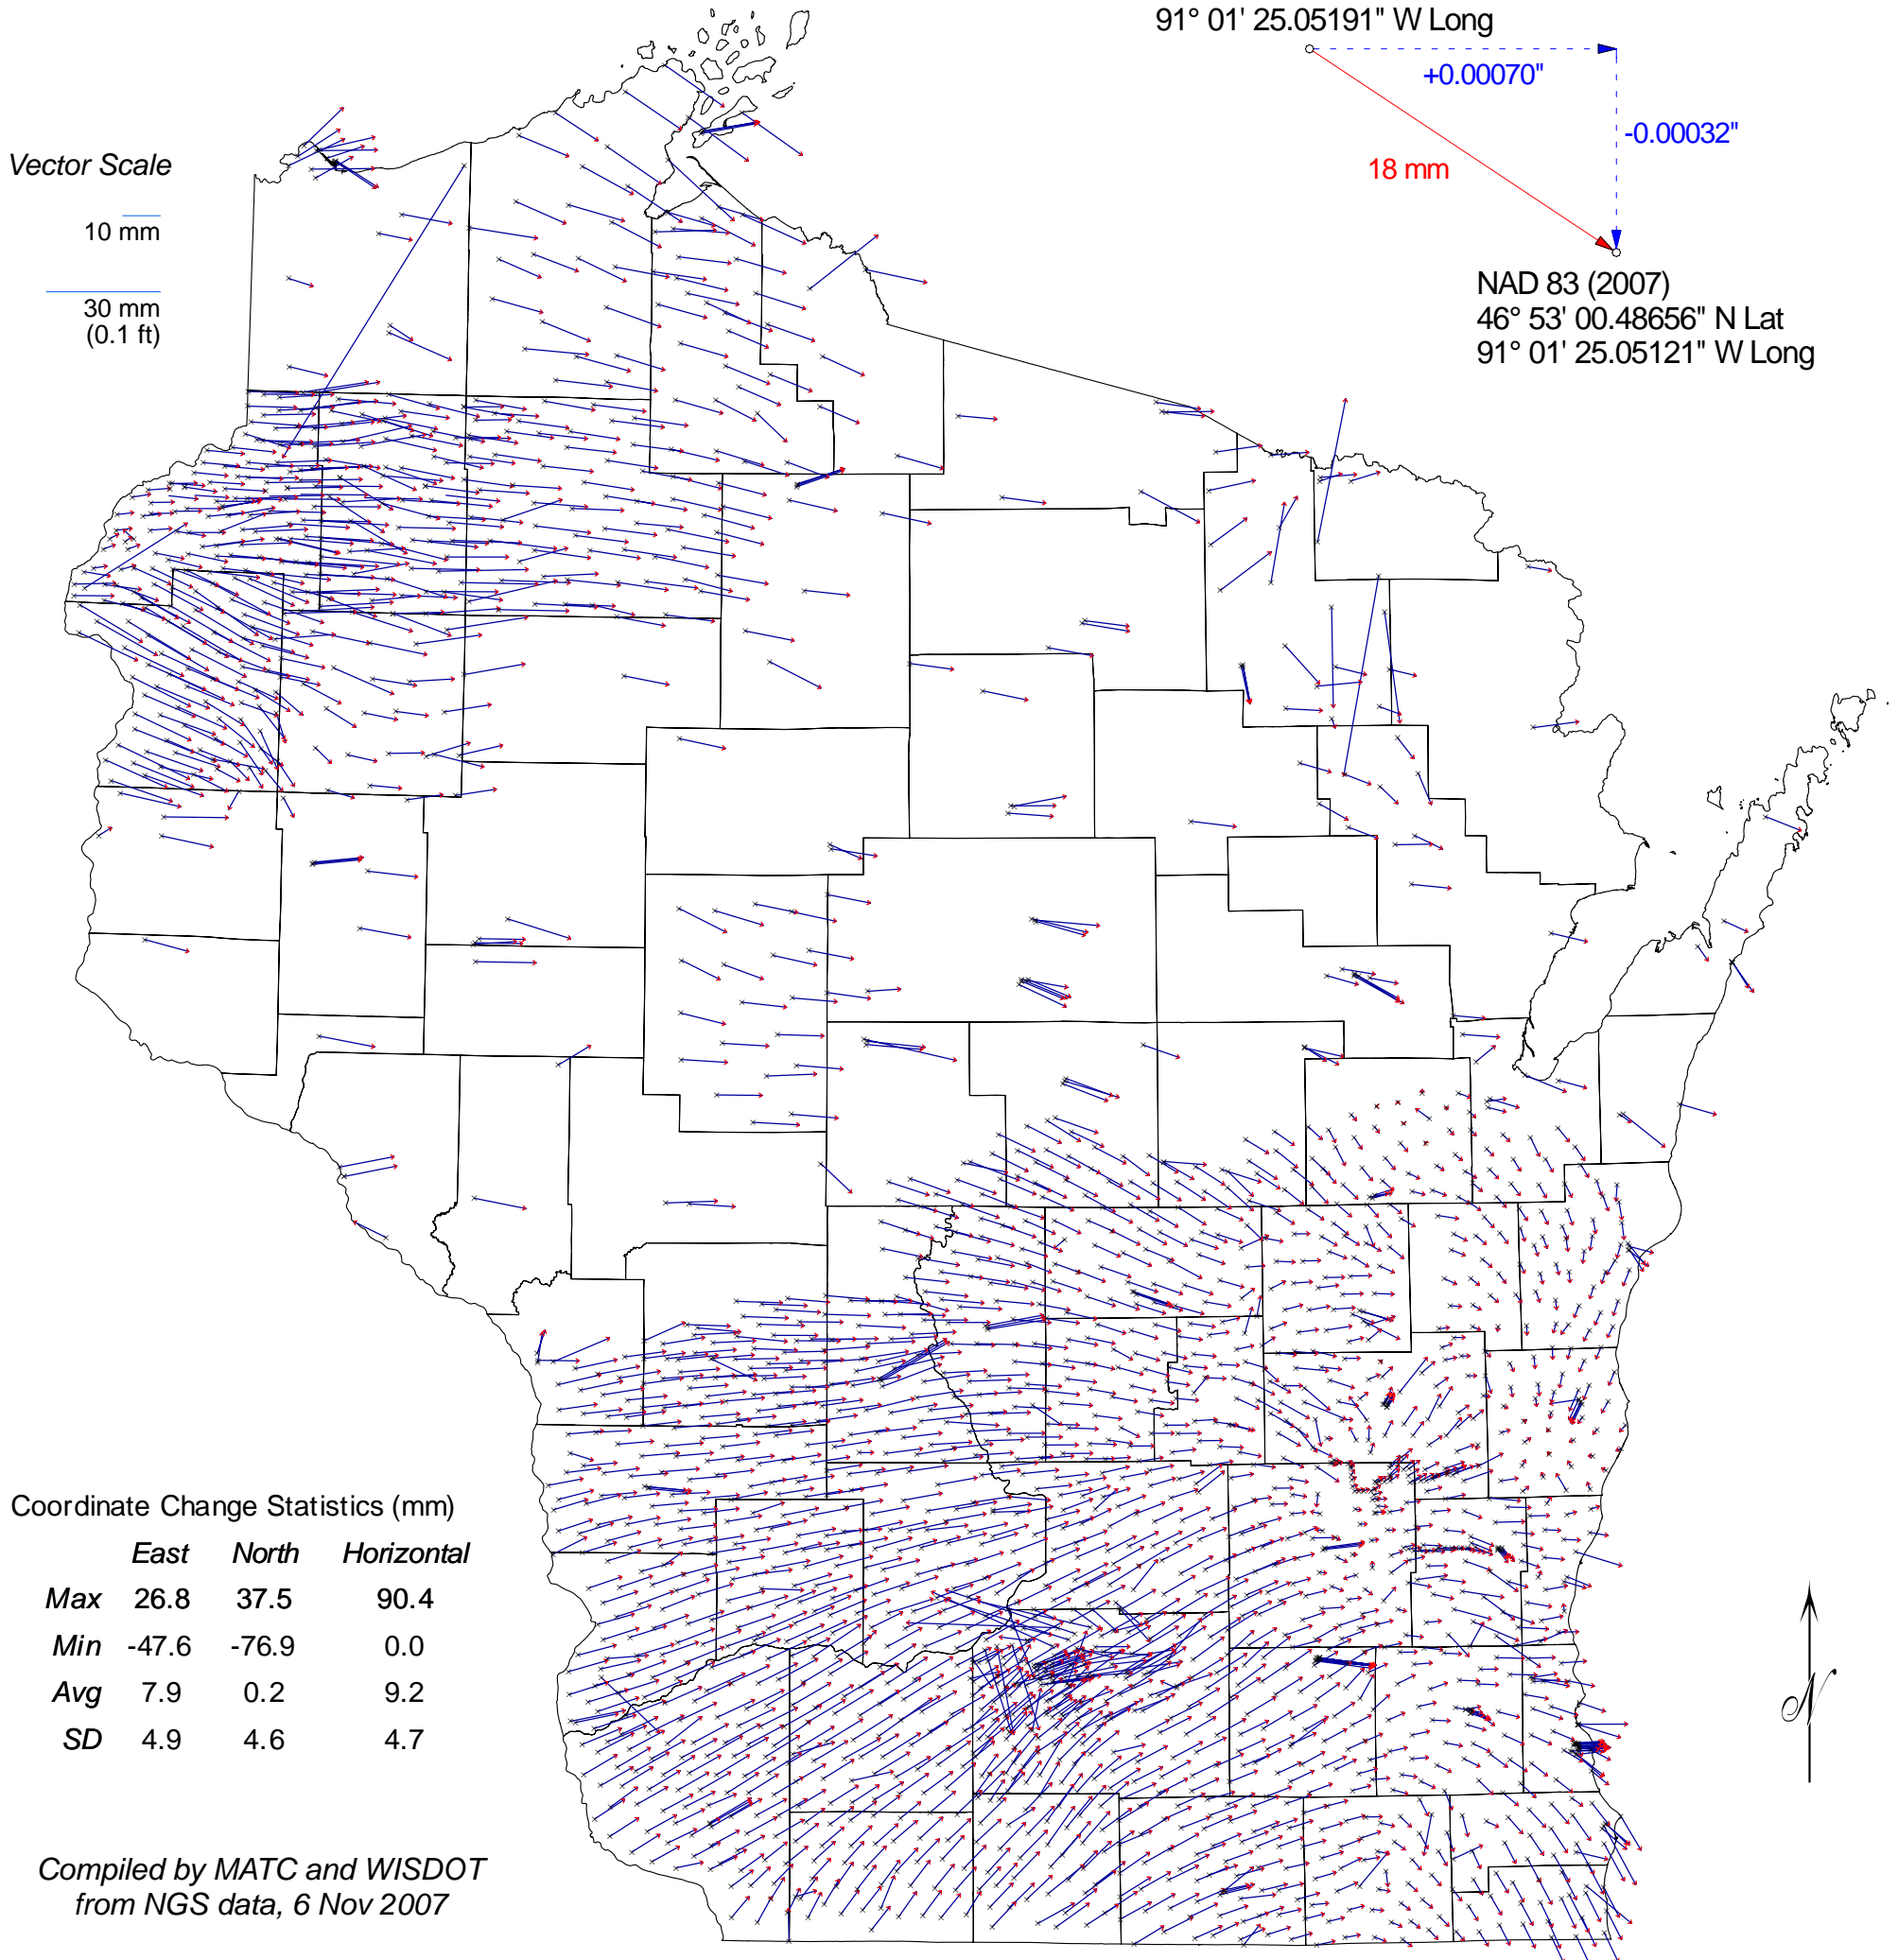 91° 01' 25.05191" W Long
+0.00070"
-0.00032"
18 mm
NAD 83 (2007)
46° 53' 00.48656" N Lat
91° 01' 25.05121" W Long
Vector Scale
10 mm
30 mm
(0.1 ft)
Coordinate Change Statistics (mm)
East North Horizontal
Max 26.8 37.5 90.4
Min -47.6 -76.9 0.0
Avg 7.9 0.2 9.2
SD 4.9 4.6 4.7
N
Compiled by MATC and WISDOT
from NGS data, 6 Nov 2007